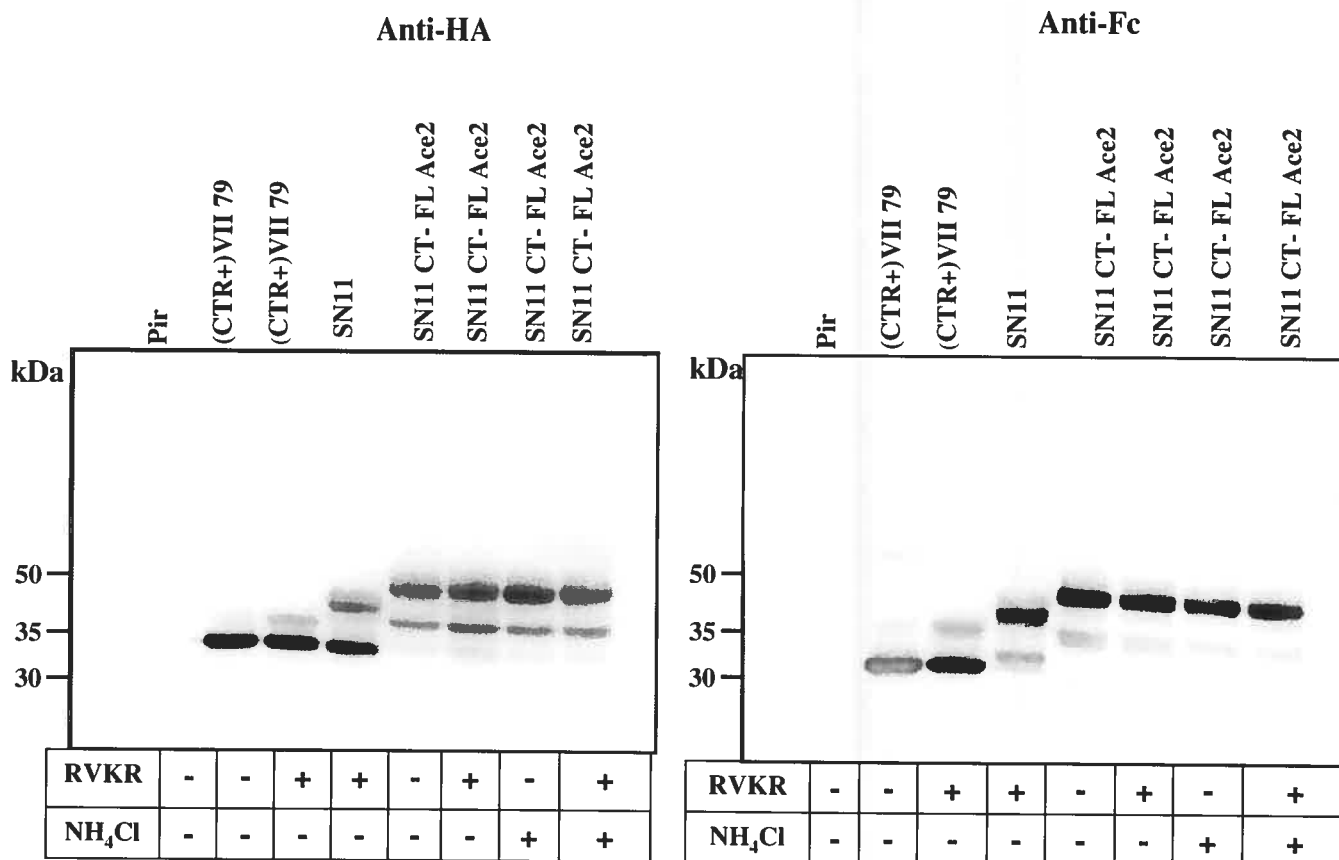 Anti-HA
Pir
(CTR+)VII 79
(CTR+)VII 79
SN11
SN11 CT- FL Ace2
SN11 CT- FL Ace2
SN11 CT- FL Ace2
SN11 CT- FL Ace2
kDa
50
35
30
RVKR - - + + - + - +
NH₄Cl - - - - - - + +
Anti-Fc
Pir
(CTR+)VII 79
(CTR+)VII 79
SN11
SN11 CT- FL Ace2
SN11 CT- FL Ace2
SN11 CT- FL Ace2
SN11 CT- FL Ace2
kDa
50
35
30
RVKR - - + + - + - +
NH₄Cl - - - - - - + +